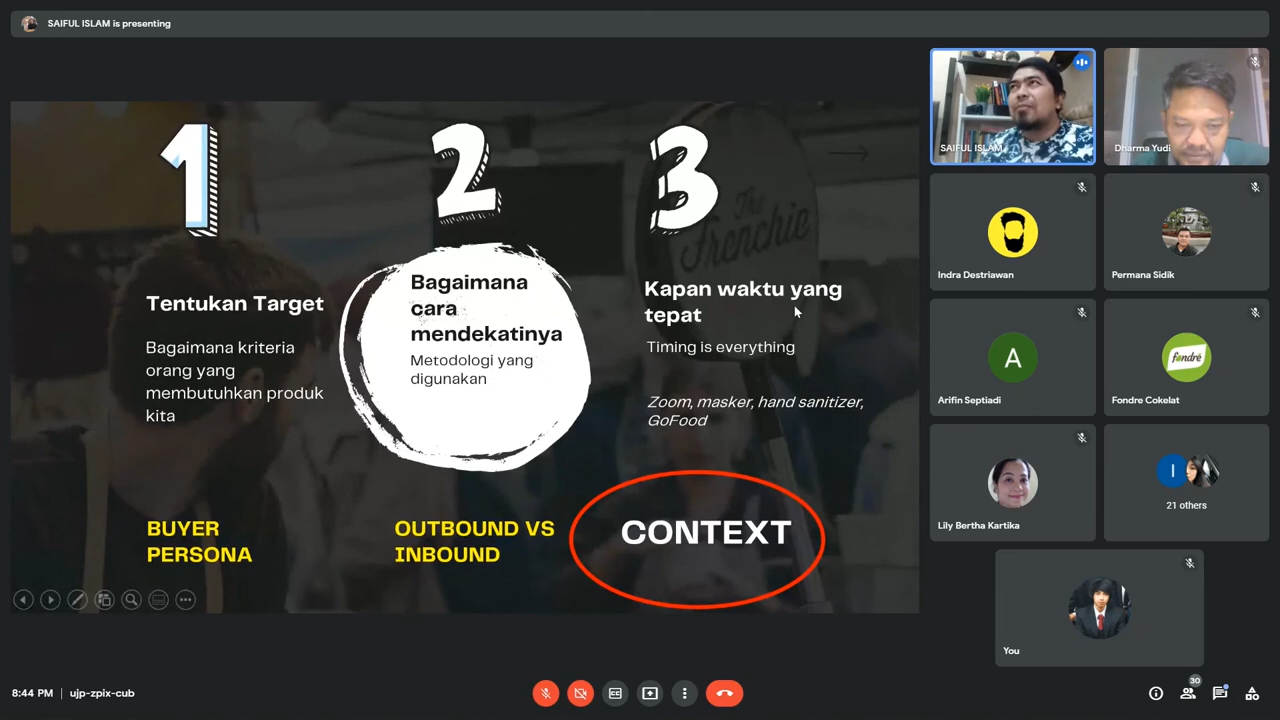 SAIFUL ISLAM is presenting
1
2
3
The
Frenchie
Tentukan Target
Bagaimana kriteria
orang yang
membutuhkan produk
kita
BUYER
PERSONA
Bagaimana
cara
mendekatinya
Metodologi yang
digunakan
OUTBOUND VS
INBOUND
Kapan waktu yang
tepat
Timing is everything
Zoom, masker, hand sanitizer,
GoFood
CONTEXT
SAIFUL ISLAM
Dharma Yudi
Indra Destriawan
Permana Sidik
A
Arifin Septiadi
fondré
Fondre Cokelat
Lily Bertha Kartika
I
21 others
You
8:44 PM | ujp-zpix-cub
30